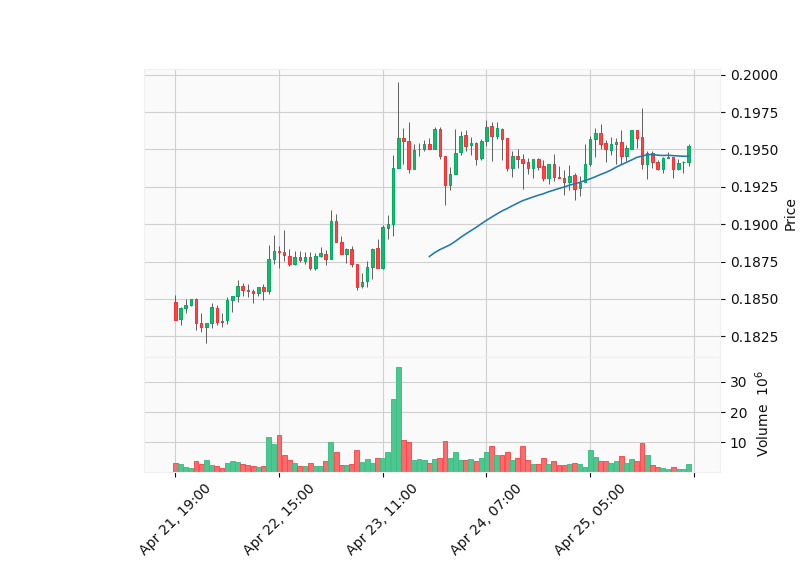 0.2000
0.1975
0.1950
0.1925
0.1900
0.1875
0.1850
0.1825
Price
30
20
10
Volume 10⁶
Apr 21, 19:00
Apr 22, 15:00
Apr 23, 11:00
Apr 24, 07:00
Apr 25, 05:00